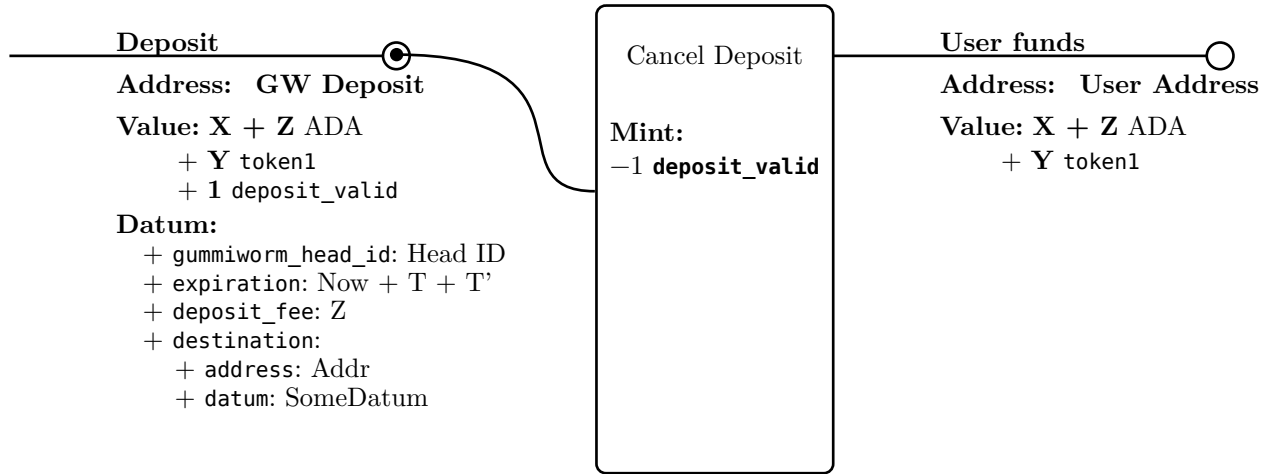 Deposit
Address: GW Deposit
Value: X + Z ADA
+ Y token1
+ 1 deposit_valid
Datum:
+ gummiworm_head_id: Head ID
+ expiration: Now + T + T’
+ deposit_fee: Z
+ destination:
+ address: Addr
+ datum: SomeDatum
Cancel Deposit
Mint:
−1 deposit_valid
User funds
Address: User Address
Value: X + Z ADA
+ Y token1